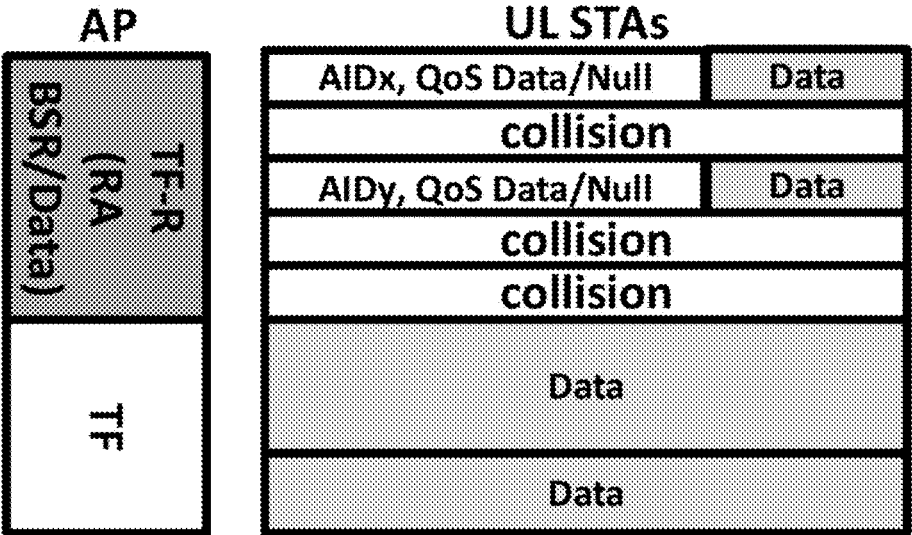 AP
UL STAs
TF-R
(RA
BSR/Data)
TF
AIDx, QoS Data/Null
Data
collision
AIDy, QoS Data/Null
Data
collision
collision
Data
Data